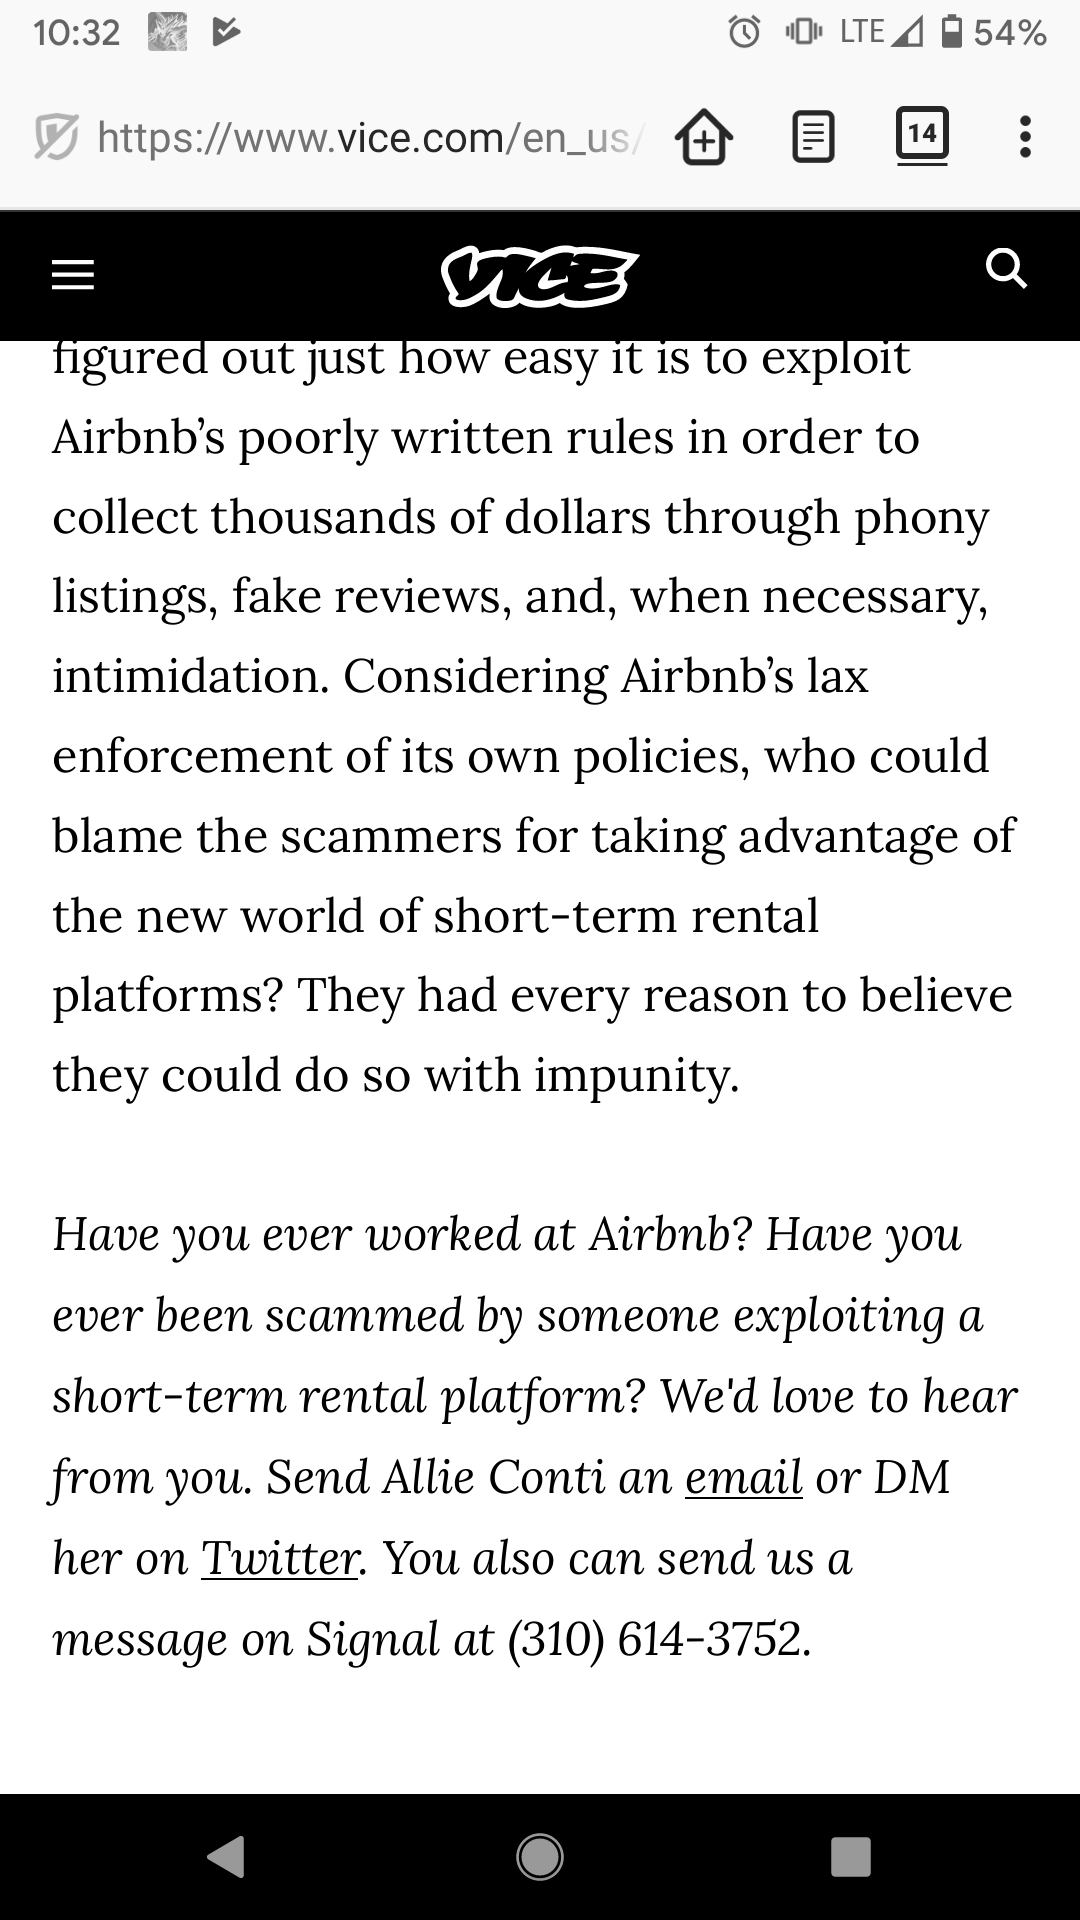 10:32 LTE 54%
https://www.vice.com/en_us/ 14
VICE
figured out just how easy it is to exploit
Airbnb’s poorly written rules in order to
collect thousands of dollars through phony
listings, fake reviews, and, when necessary,
intimidation. Considering Airbnb’s lax
enforcement of its own policies, who could
blame the scammers for taking advantage of
the new world of short-term rental
platforms? They had every reason to believe
they could do so with impunity.
Have you ever worked at Airbnb? Have you
ever been scammed by someone exploiting a
short-term rental platform? We'd love to hear
from you. Send Allie Conti an email or DM
her on Twitter. You also can send us a
message on Signal at (310) 614-3752.